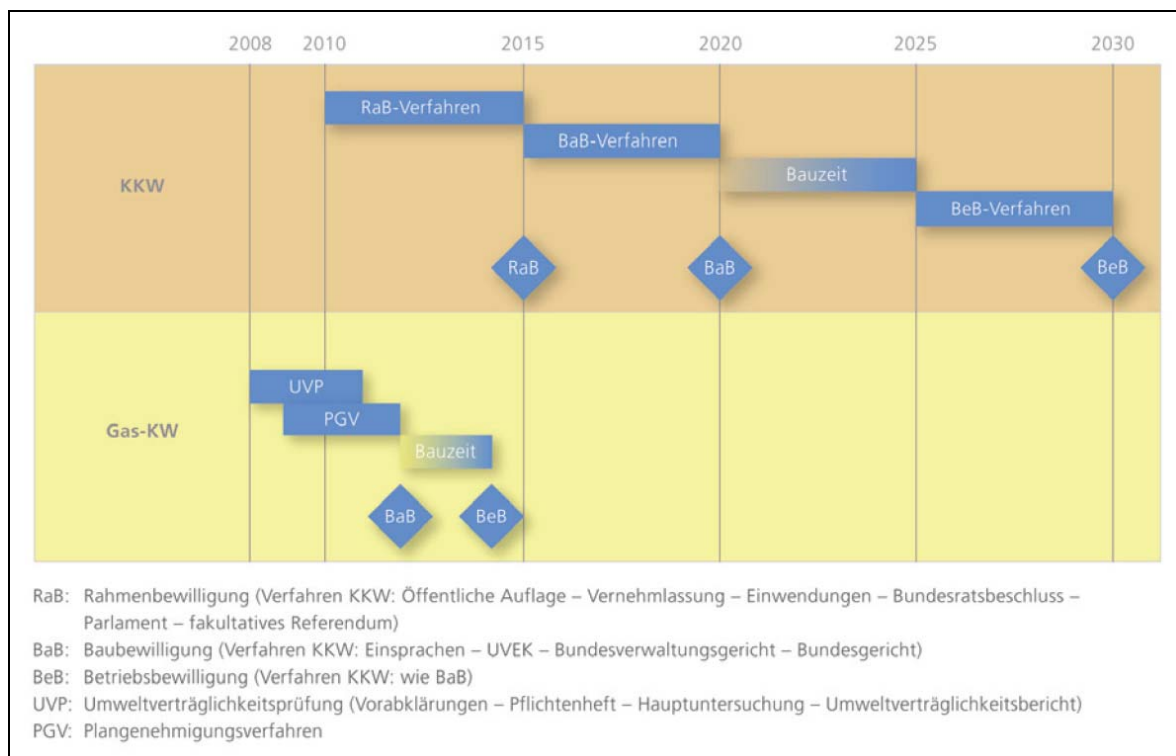 2008 2010 2015 2020 2025 2030
RaB-Verfahren
BaB-Verfahren
Bauzeit
KKW
BeB-Verfahren
RaB BaB BeB
UVP
PGV
Gas-KW
Bauzeit
BaB BeB
RaB: Rahmenbewilligung (Verfahren KKW: Öffentliche Auflage – Vernehmlassung – Einwendungen – Bundesratsbeschluss –
Parlament – fakultatives Referendum)
BaB: Baubewilligung (Verfahren KKW: Einsprachen – UVEK – Bundesverwaltungsgericht – Bundesgericht)
BeB: Betriebsbewilligung (Verfahren KKW: wie BaB)
UVP: Umweltverträglichkeitsprüfung (Vorabklärungen – Pflichtenheft – Hauptuntersuchung – Umweltverträglichkeitsbericht)
PGV: Plangenehmigungsverfahren